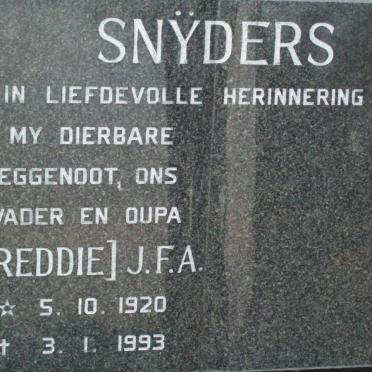 SNŸDERS
IN LIEFDEVOLLE HERINNERING
MY DIERBARE
EGGENOOT, ONS
VADER EN OUPA
REDDIE] J.F.A.
☆ 5. 10. 1920
† 3. 1. 1993